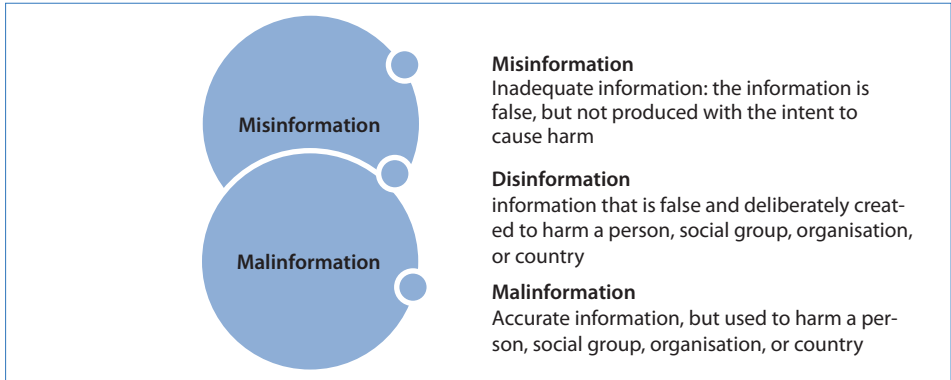 Misinformation
Malinformation
Misinformation
Inadequate information: the information is
false, but not produced with the intent to
cause harm
Disinformation
information that is false and deliberately creat-
ed to harm a person, social group, organisation,
or country
Malinformation
Accurate information, but used to harm a per-
son, social group, organisation, or country